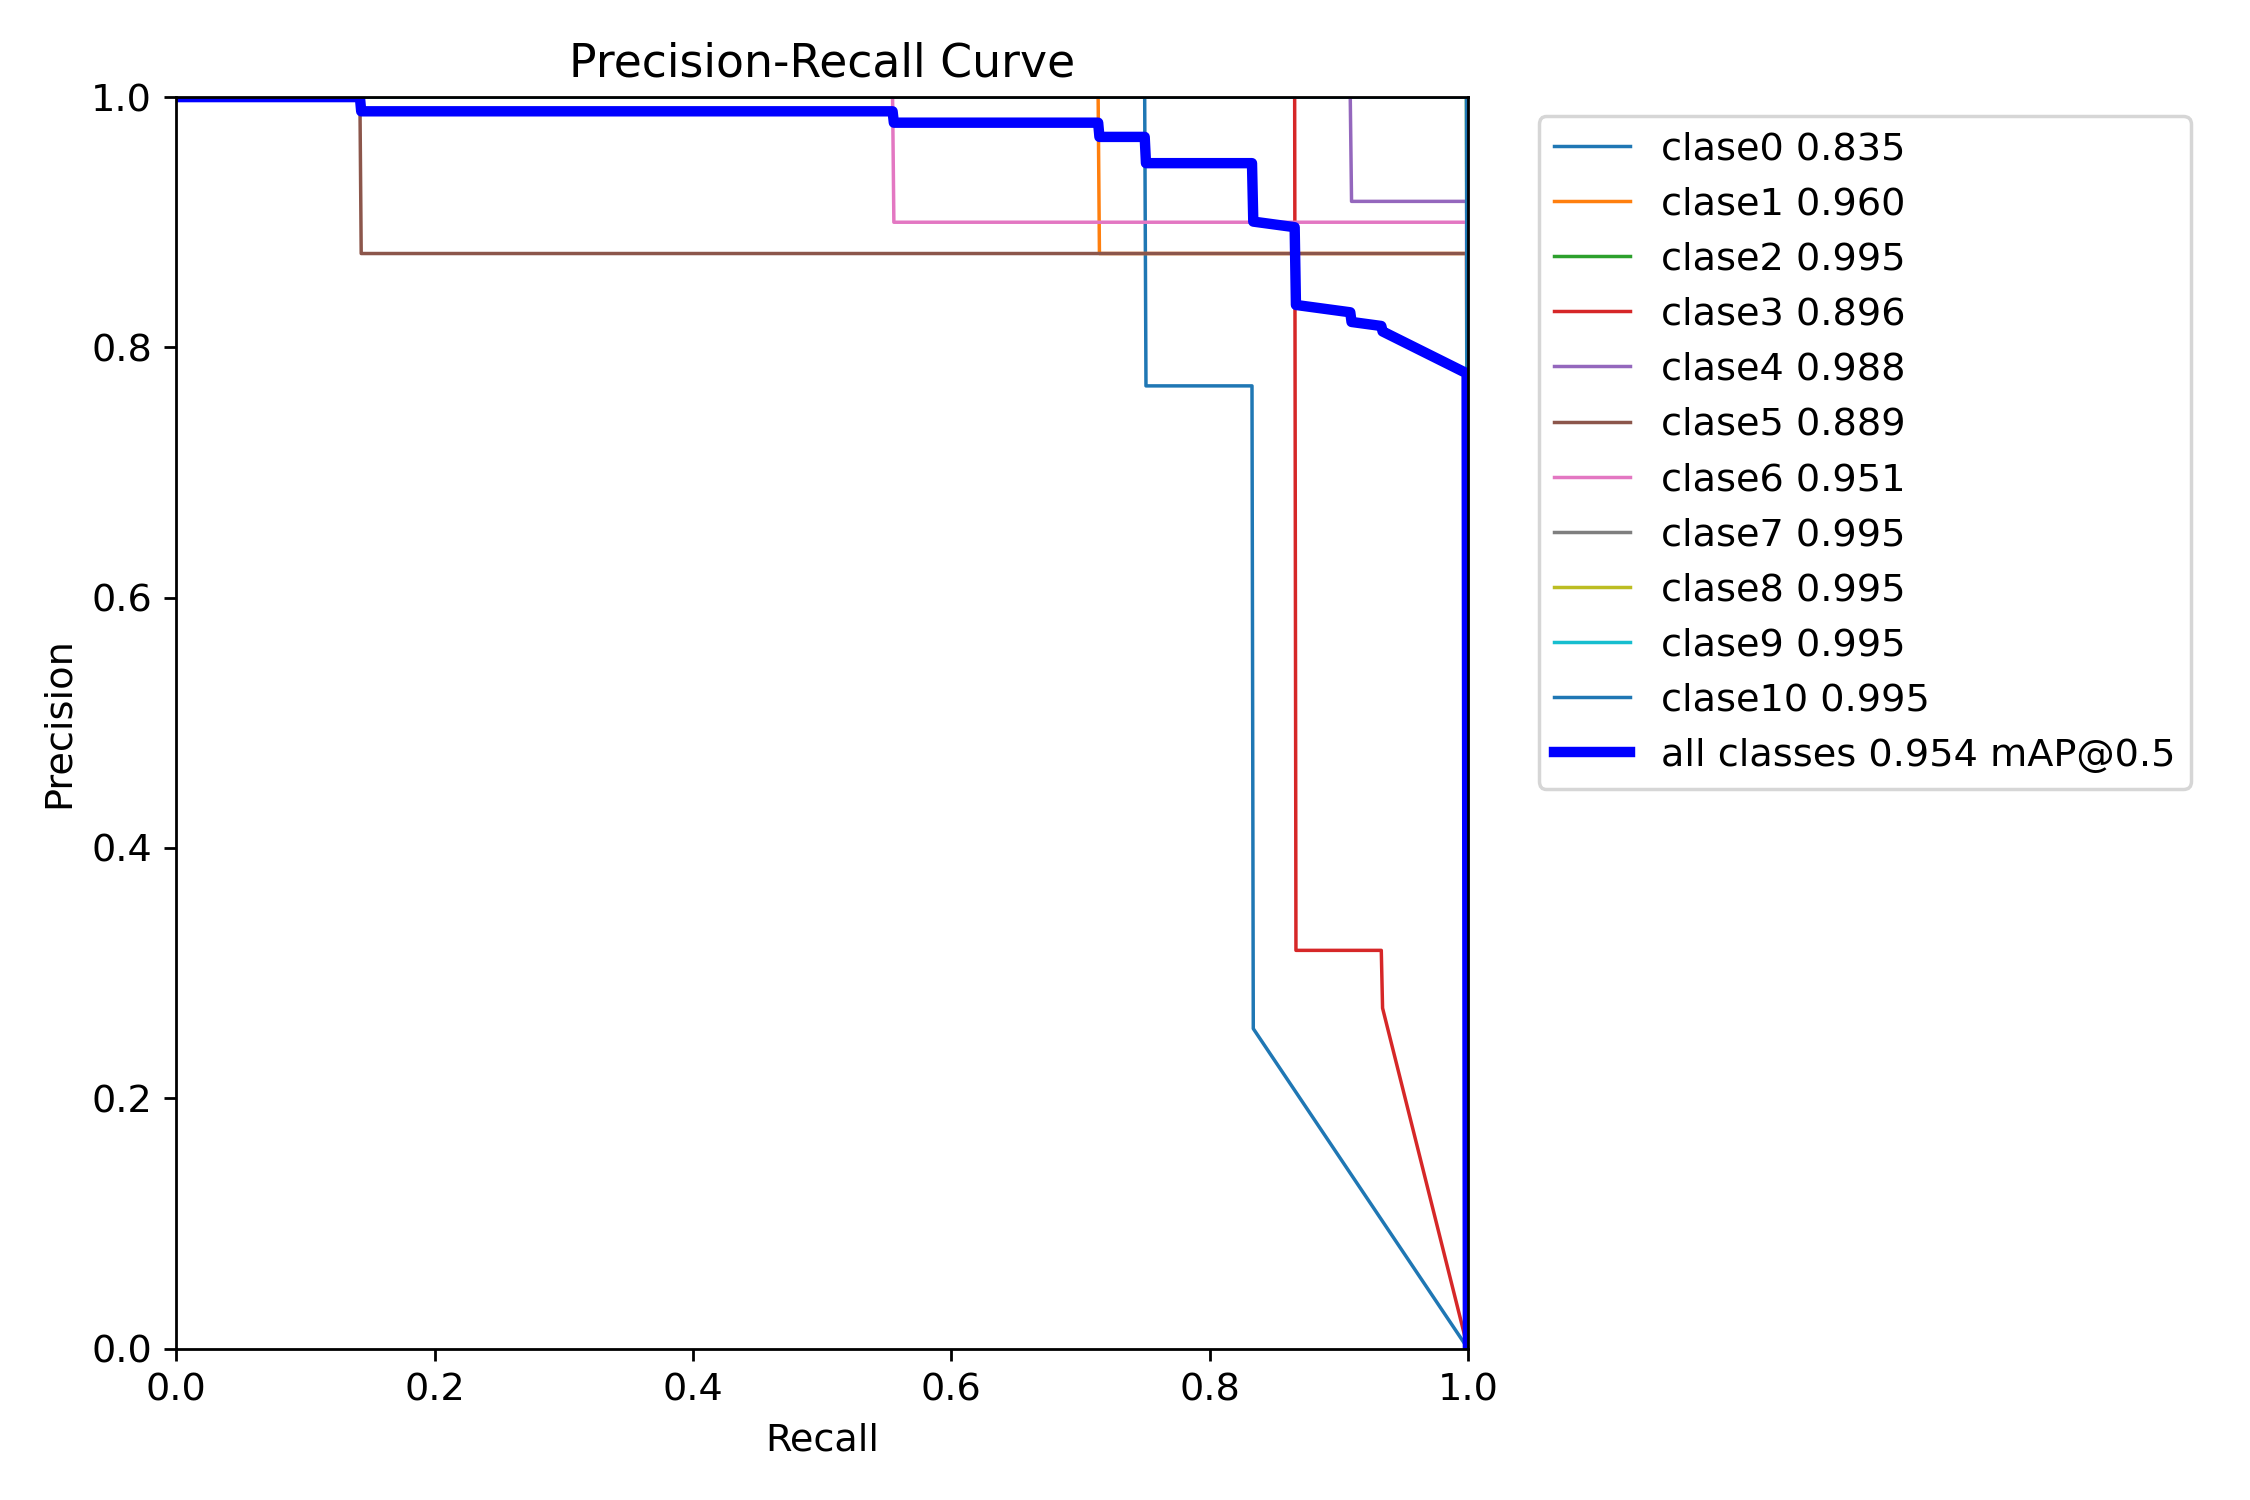 Precision-Recall Curve
1.0
0.8
0.6
0.4
0.2
0.0
Precision
0.0 0.2 0.4 0.6 0.8 1.0
Recall
clase0 0.835
clase1 0.960
clase2 0.995
clase3 0.896
clase4 0.988
clase5 0.889
clase6 0.951
clase7 0.995
clase8 0.995
clase9 0.995
clase10 0.995
all classes 0.954 mAP@0.5